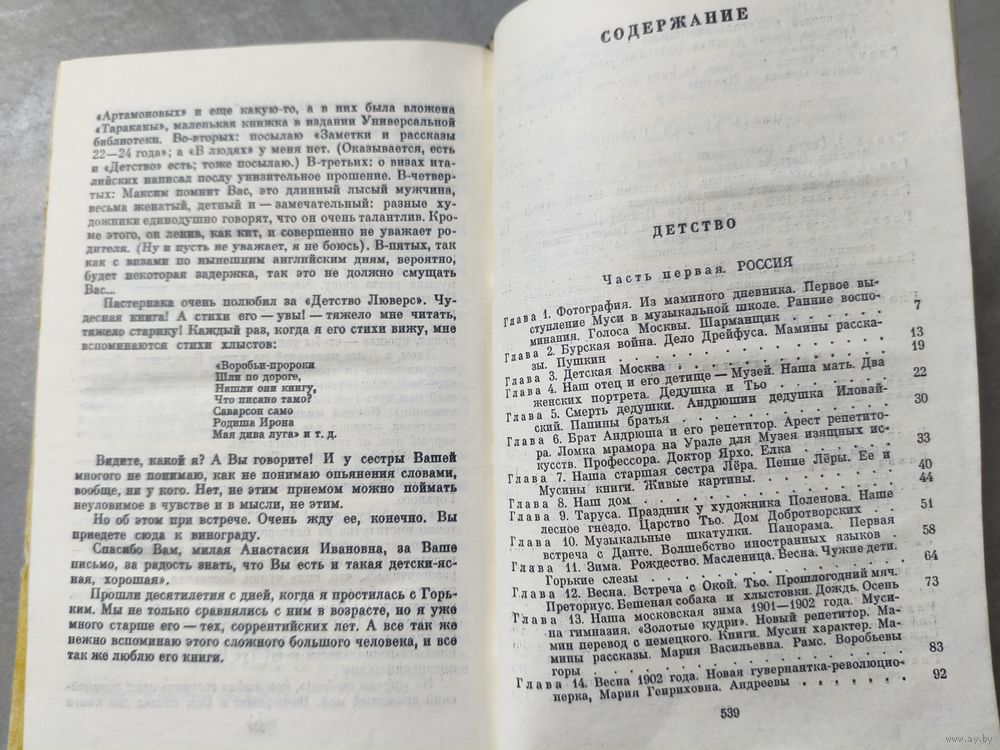 «Артамоновых» и еще какую-то, а в них была вложена
«Тараканы», маленькая книжка в издании Универсальной
библиотеки. Во-вторых: посылаю «Заметки и рассказы
22—24 года»; а «В людях» у меня нет. (Оказывается, есть
и «Детство» есть; тоже посылаю.) В-третьих: о визах ита-
лийских написал послу унизительное прошение. В-четвер-
тых: Максим помнит Вас, это длинный лысый мужчина,
весьма женатый, детный и — замечательный: разные ху-
дожники единодушно говорят, что он очень талантлив. Кро-
ме этого, он ленив, как кит, и совершенно не уважает ро-
дителя. (Ну и пусть не уважает, я не боюсь). В-пятых, так
как с визами по нынешним английским дням, вероятно,
будет некоторая задержка, так это не должно смущать
Вас...
Пастернака очень полюбил за «Детство Люверс». Чу-
десная книга! А стихи его — увы! — тяжело мне читать,
тяжело старику! Каждый раз, когда я его стихи вижу, мне
вспоминаются стихи хлыстов:
«Воробьи-пророки
Шли по дороге,
Нашли они книгу,
Что писано тамо?
Саварсон само
Родиша Ирона
Мая дива луга» и т. д.
Видите, какой я? А Вы говорите! И у сестры Вашей
многого не понимаю, как не понимаю опьянения словами,
вообще, ни у кого. Нет, не этим приемом можно поймать
неуловимое в чувстве и в мысли, не этим.
Но об этом при встрече. Очень жду ее, конечно. Вы
приедете сюда к винограду.
Спасибо Вам, милая Анастасия Ивановна, за Ваше
письмо, за радость знать, что Вы есть и такая детски-яс-
ная, хорошая».
Прошли десятилетия с дней, когда я простилась с Горь-
ким. Мы не только сравнялись с ним в возрасте, но я уже
много старше его — тех, соррентийских лет. А все так же
нежно вспоминаю этого сложного большого человека, и все
так же люблю его книги.
СОДЕРЖАНИЕ
ДЕТСТВО
Часть первая. РОССИЯ
Глава 1. Фотография. Из маминого дневника. Первое вы-
ступление Муси в музыкальной школе. Ранние воспо-
минания. Голоса Москвы. Шарманщик . . . . . . . 7
Глава 2. Бурская война. Дело Дрейфуса. Мамины расска-
зы. Пушкин . . . . . . . . . . . . . . 13
Глава 3. Детская Москва . . . . . . . . . . . 19
Глава 4. Наш отец и его детище — Музей. Наша мать. Два
женских портрета. Дедушка и Тьо . . . . . . . . 22
Глава 5. Смерть дедушки. Андрюшин дедушка Иловай-
ский. Папины братья . . . . . . . . . . . . 30
Глава 6. Брат Андрюша и его репетитор. Арест репетито-
ра. Ломка мрамора на Урале для Музея изящных ис-
кусств. Профессора. Доктор Ярхо. Елка . . . . . . 33
Глава 7. Наша старшая сестра Лёра. Пение Лёры. Ее и
Мусины книги. Живые картины. . . . . . . . . 40
Глава 8. Наш дом . . . . . . . . . . . . . 44
Глава 9. Таруса. Праздник у художника Поленова. Наше
лесное гнездо. Царство Тьо. Дом Добротворских . . . 51
Глава 10. Музыкальные шкатулки. Панорама. Первая
встреча с Данте. Волшебство иностранных языков . . 58
Глава 11. Зима. Рождество. Масленица. Весна. Чужие дети.
Горькие слезы . . . . . . . . . . . . . . 64
Глава 12. Весна. Встреча с Окой. Тьо. Прошлогодний мяч.
Преториус. Бешеная собака и хлыстовки. Дождь. Осень 73
Глава 13. Наша московская зима 1901—1902 года. Муси-
на гимназия. «Золотые кудри». Новый репетитор. Ма-
мин перевод с немецкого. Книги. Мусин характер. Ма-
мины рассказы. Мария Васильевна. Рамс. Воробьевы
горы . . . . . . . . . . . . . . . . 83
Глава 14. Весна 1902 года. Новая гувернантка-революцио-
нерка, Мария Генриховна. Андреевы . . . . . . . 92
539
www.ay.by